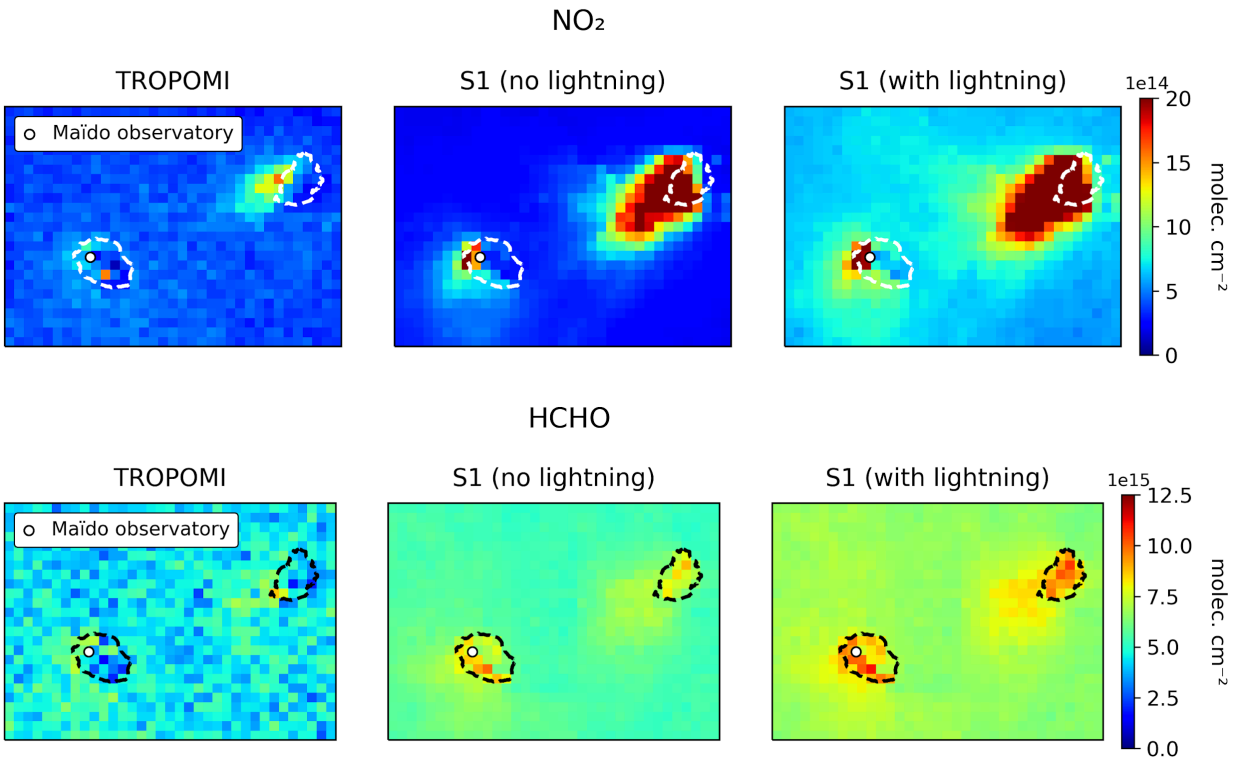 NO₂
TROPOMI
S1 (no lightning)
S1 (with lightning)
1e14
Maïdo observatory
20
15
10
5
0
molec. cm⁻²
HCHO
TROPOMI
S1 (no lightning)
S1 (with lightning)
1e15
Maïdo observatory
12.5
10.0
7.5
5.0
2.5
0.0
molec. cm⁻²